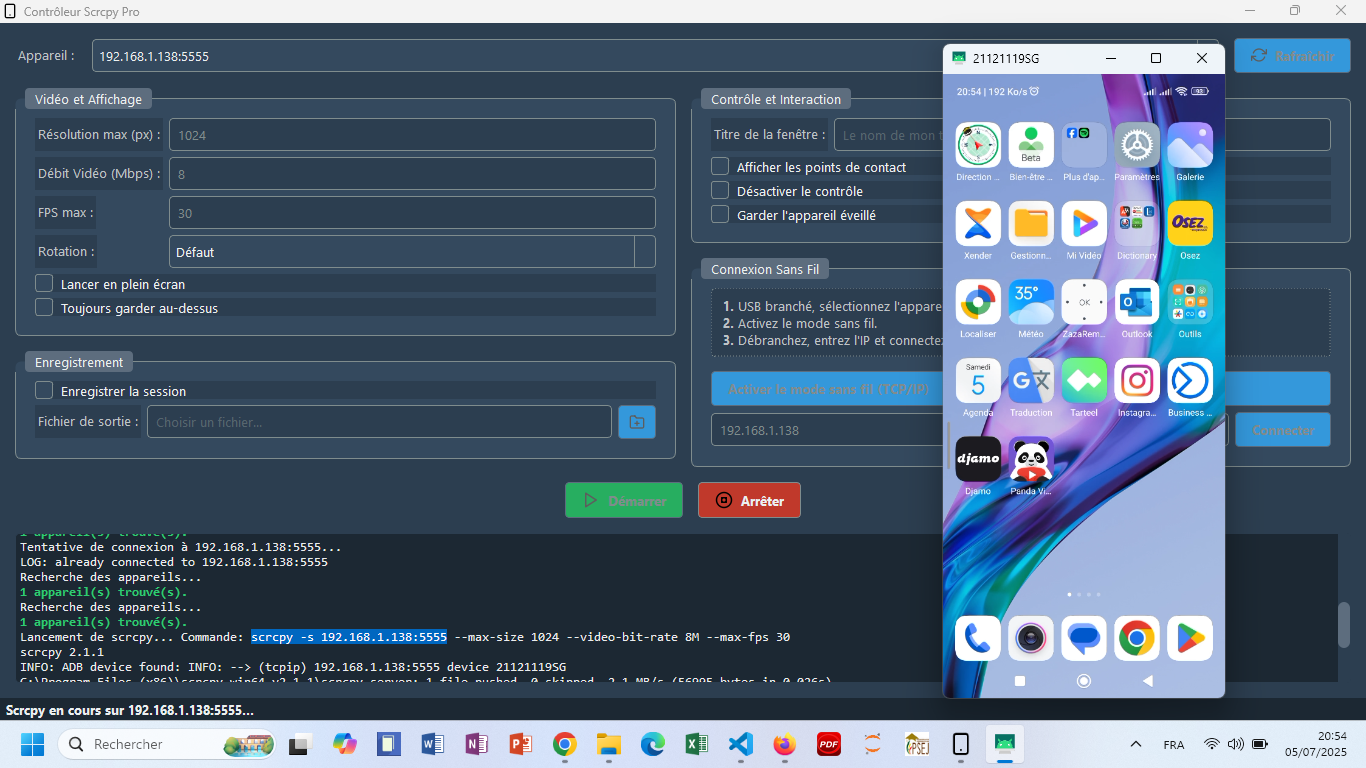 Contrôleur Scrcpy Pro
Appareil :
192.168.1.138:5555
Rafraîchir
Vidéo et Affichage
Résolution max (px) :
1024
Débit Vidéo (Mbps) :
8
FPS max :
30
Rotation :
Défaut
Lancer en plein écran
Toujours garder au-dessus
Enregistrement
Enregistrer la session
Fichier de sortie :
Choisir un fichier...
Contrôle et Interaction
Titre de la fenêtre :
Le nom de mon t
Afficher les points de contact
Désactiver le contrôle
Garder l'appareil éveillé
Connexion Sans Fil
1. USB branché, sélectionnez l'appare
2. Activez le mode sans fil.
3. Débranchez, entrez l'IP et connecte
Activer le mode sans fil (TCP/IP)
192.168.1.138
Connecter
Démarrer
Arrêter
1 appareil(s) trouvé(s).
Tentative de connexion à 192.168.1.138:5555...
LOG: already connected to 192.168.1.138:5555
Recherche des appareils...
1 appareil(s) trouvé(s).
Recherche des appareils...
1 appareil(s) trouvé(s).
Lancement de scrcpy... Commande: scrcpy -s 192.168.1.138:5555 --max-size 1024 --video-bit-rate 8M --max-fps 30
scrcpy 2.1.1
INFO: ADB device found: INFO: --> (tcpip) 192.168.1.138:5555 device 21121119SG
C:\Program Files (x86)\scrcpy-win64-v2.1.1\scrcpy-server: 1 file pushed, 0 skipped. 2.1 MB/s (56995 bytes in 0.026s)
Scrcpy en cours sur 192.168.1.138:5555...
21121119SG
20:54 | 192 Ko/s
Beta
Direction ...
Bien-être ...
Plus d'ap...
Paramètres
Galerie
OSEZ
Xender
Gestionn...
Mi Vidéo
Dictionary
Osez
35°
OK
Localiser
Météo
ZazaRem...
Outlook
Outils
Samedi
5
Agenda
Traduction
Tarteel
Instagra...
Business ...
djamo
Djamo
Panda Vi...
Rechercher
PDF
FRA
20:54
05/07/2025